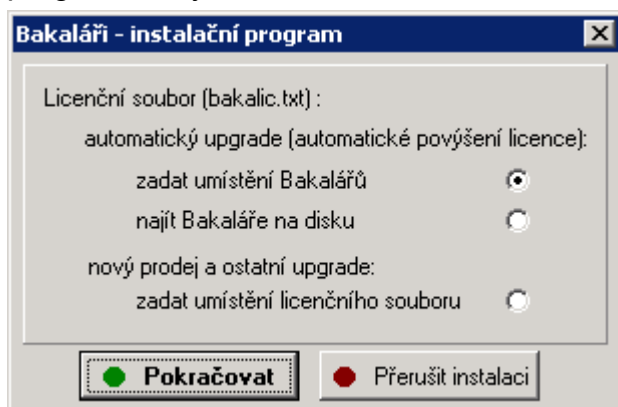 Bakaláři - instalační program
Licenční soubor (bakalic.txt) :
automatický upgrade (automatické povýšení licence):
zadat umístění Bakalářů
najít Bakaláře na disku
nový prodej a ostatní upgrade:
zadat umístění licenčního souboru
Pokračovat
Přerušit instalaci